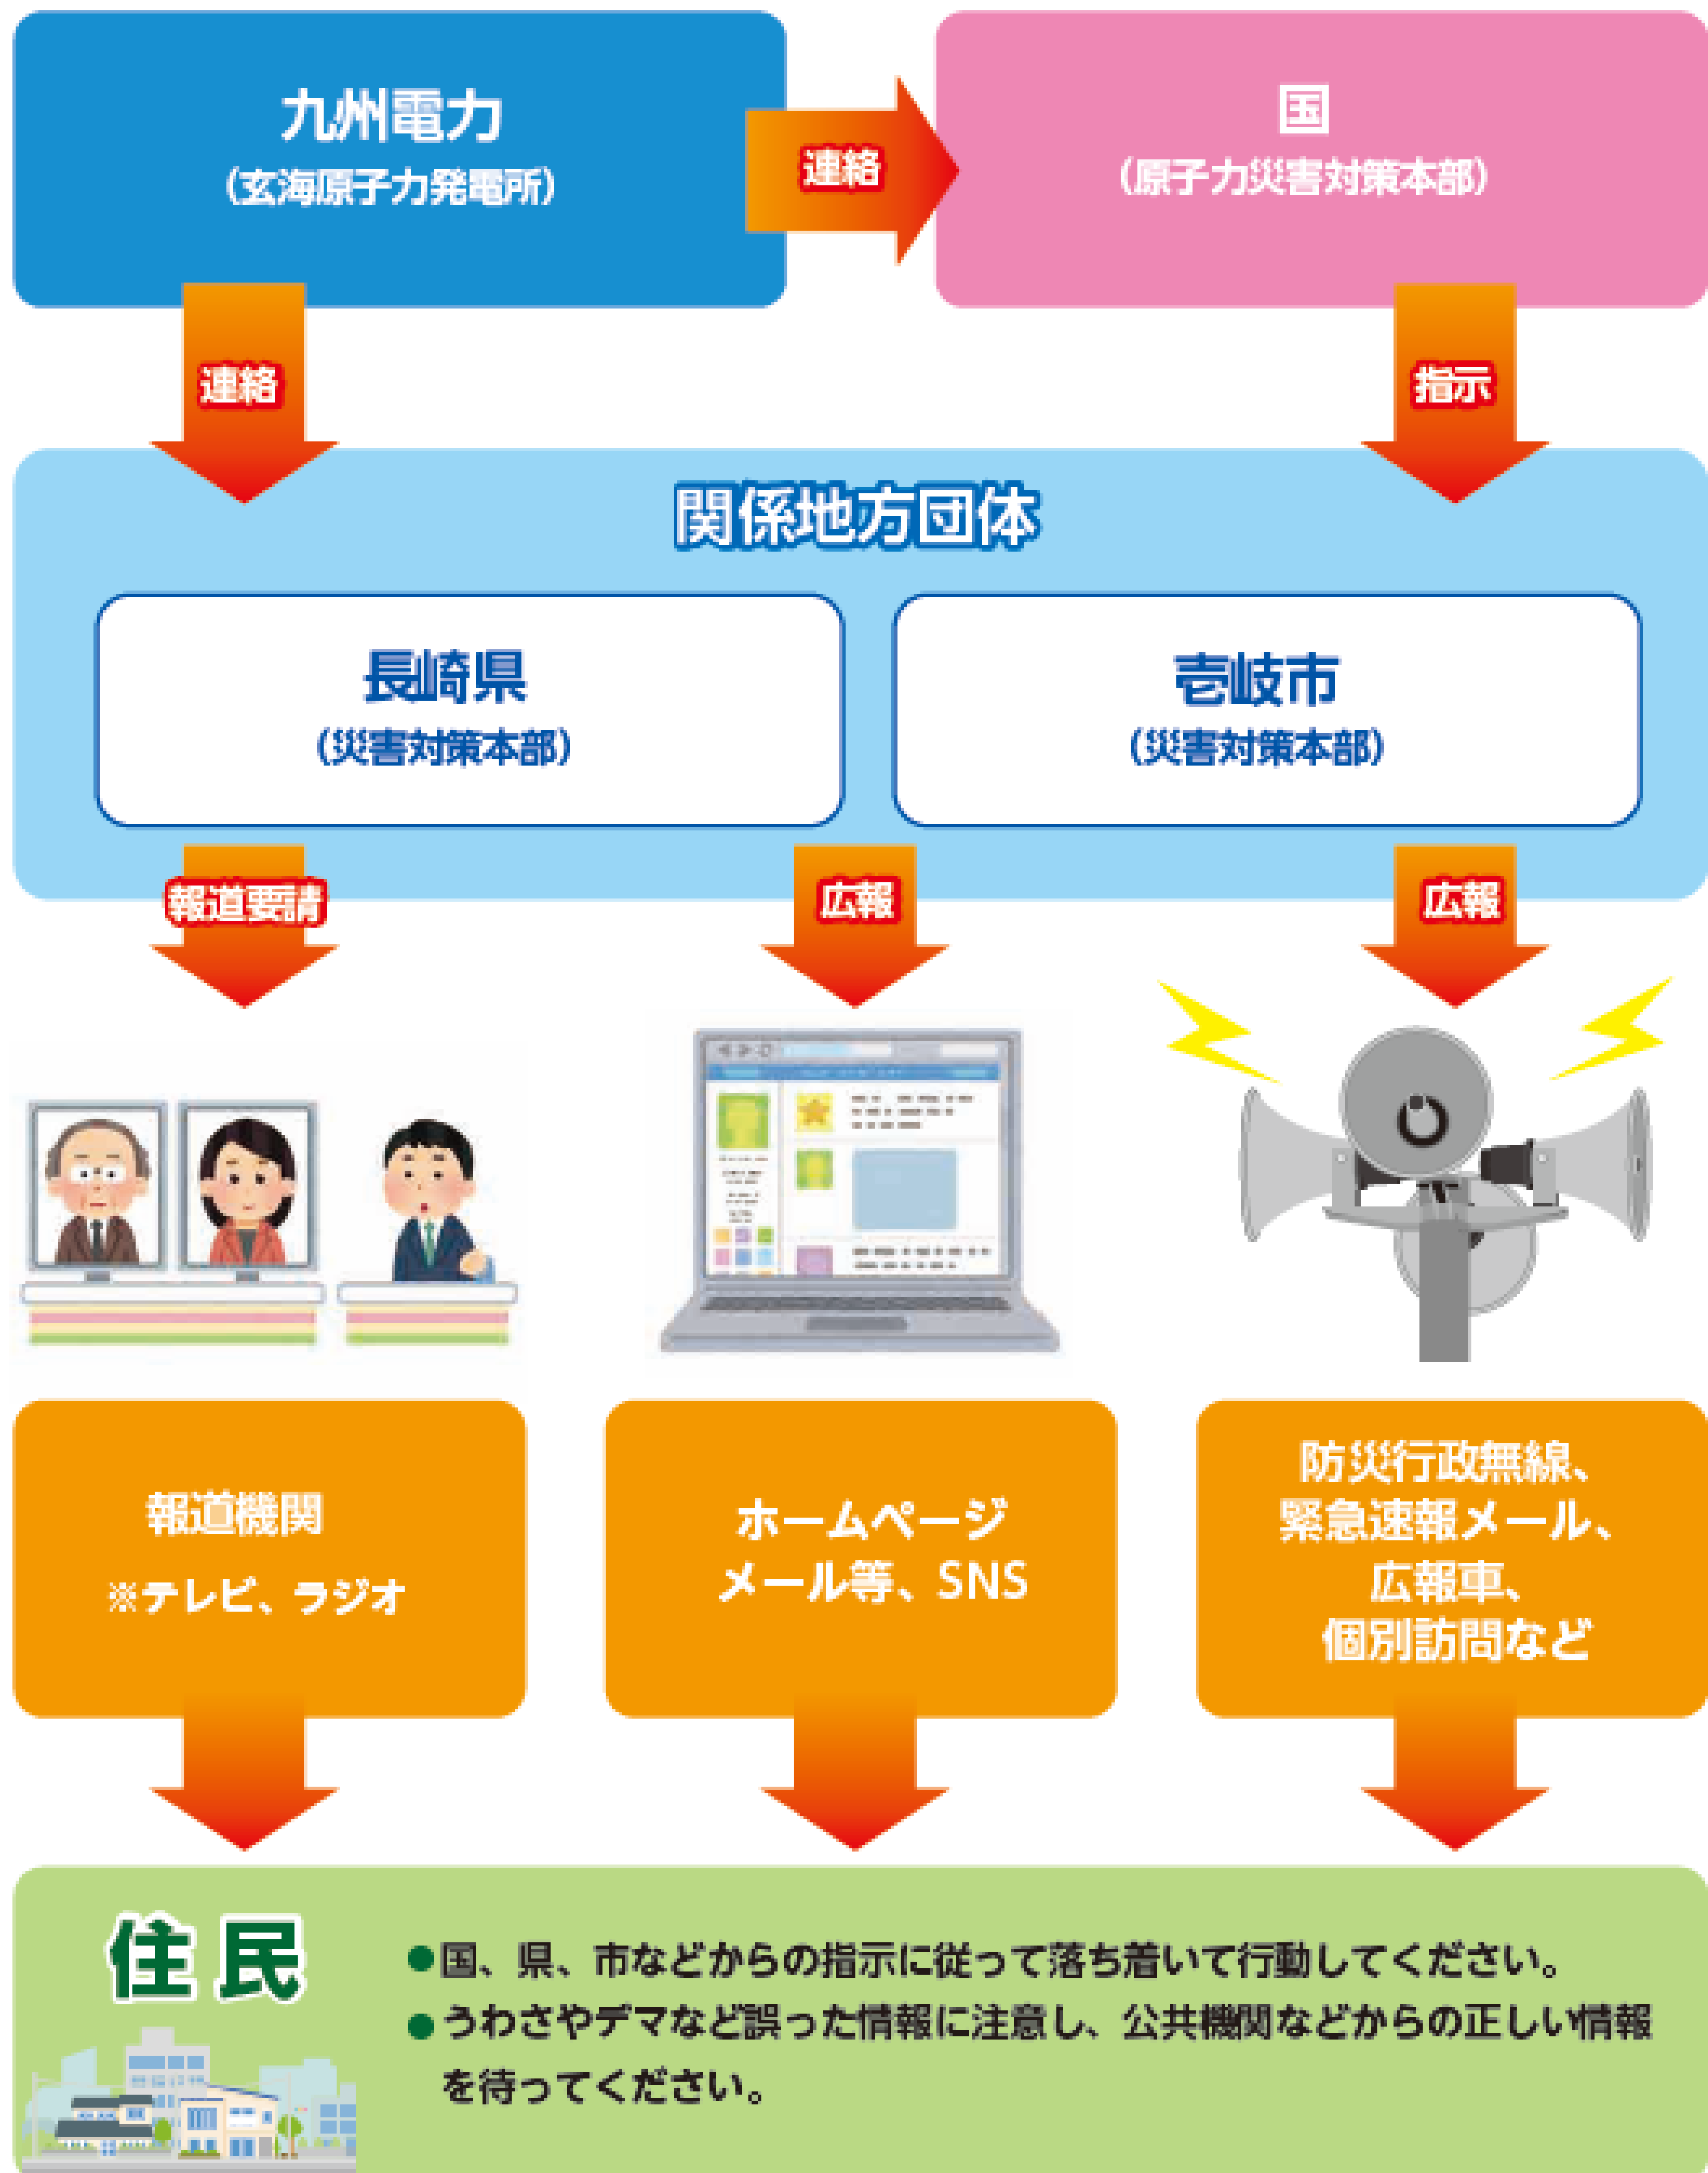 九州電力
（玄海原子力発電所）
連絡
国
（原子力災害対策本部）
連絡
指示
関係地方団体
長崎県
（災害対策本部）
壱岐市
（災害対策本部）
報道要請
広報
広報
報道機関
※テレビ、ラジオ
ホームページ
メール等、SNS
防災行政無線、
緊急速報メール、
広報車、
個別訪問など
住民
●国、県、市などからの指示に従って落ち着いて行動してください。
●うわさやデマなど誤った情報に注意し、公共機関などからの正しい情報
を待ってください。